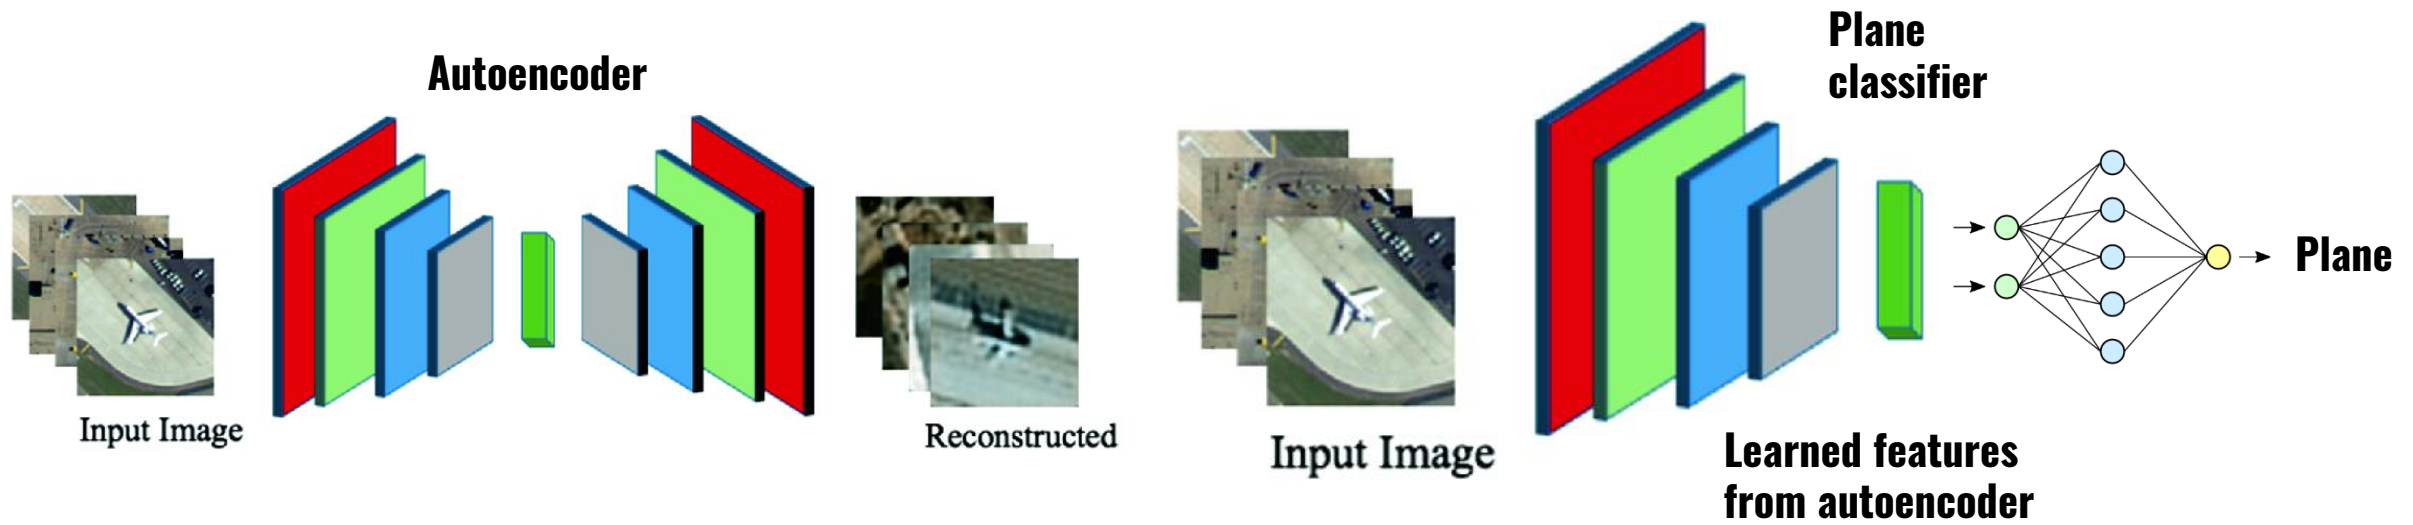 Autoencoder
Input Image
Reconstructed
Plane
classifier
Input Image
Learned features
from autoencoder
Plane